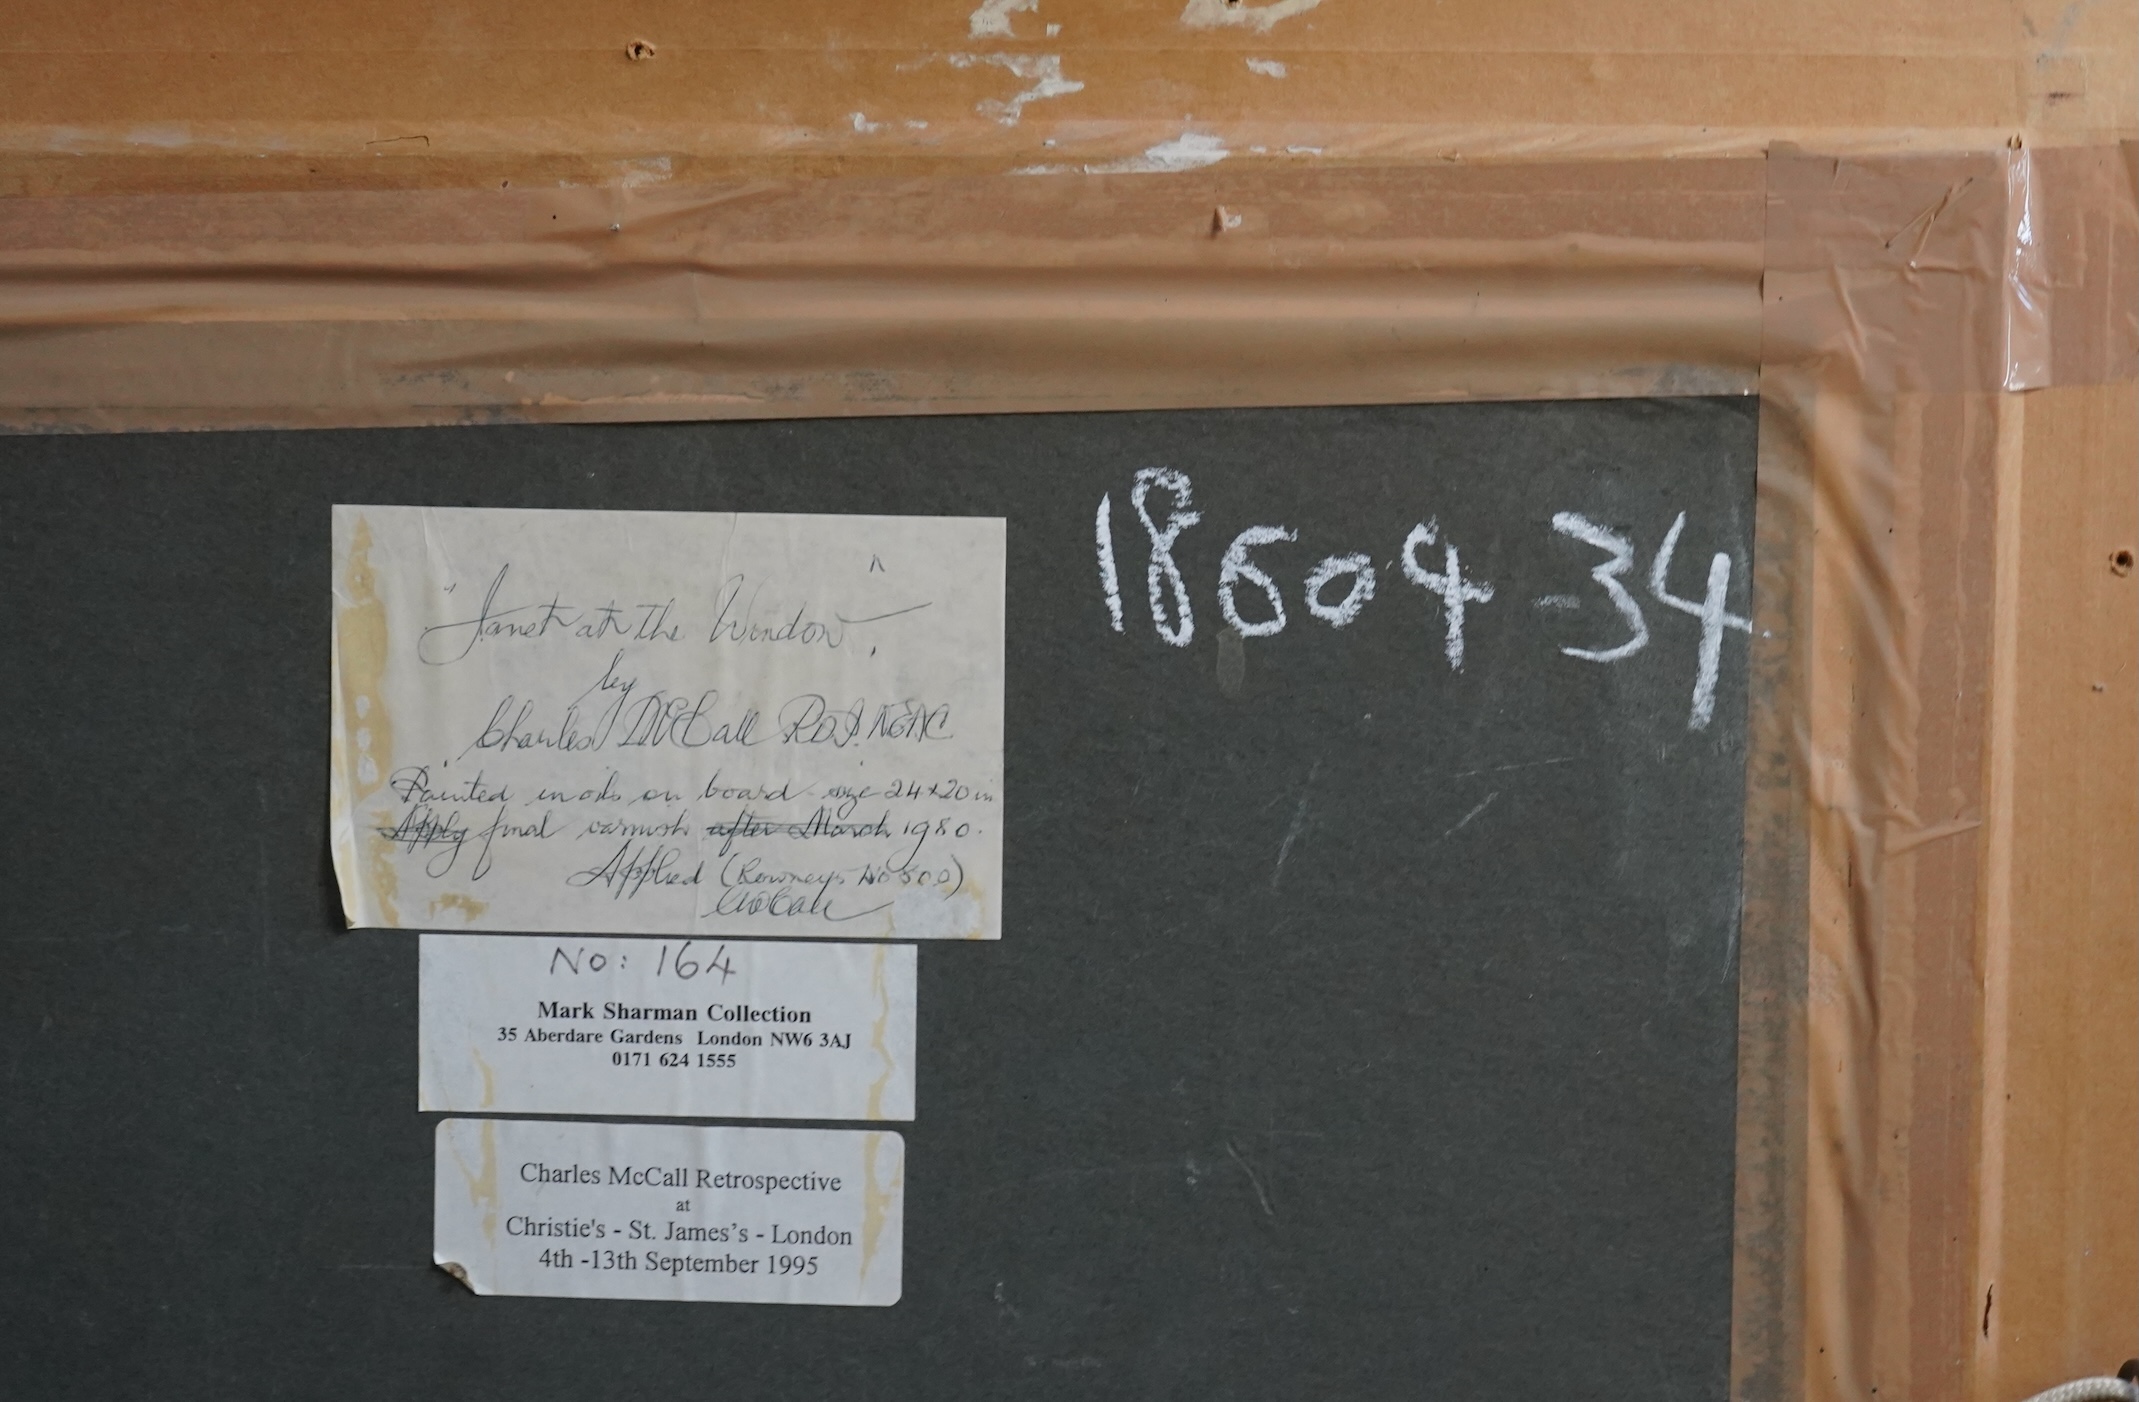 "Janet at the Window".
by
Charles McCall ROI. NEAC
Painted in oils on board - size 24 x 20 in
Apply final varnish after March 1980.
Applied (Rowneys No 800)
McCall
No: 164
Mark Sharman Collection
35 Aberdare Gardens London NW6 3AJ
0171 624 1555
Charles McCall Retrospective
at
Christie's - St. James's - London
4th -13th September 1995
18604 34